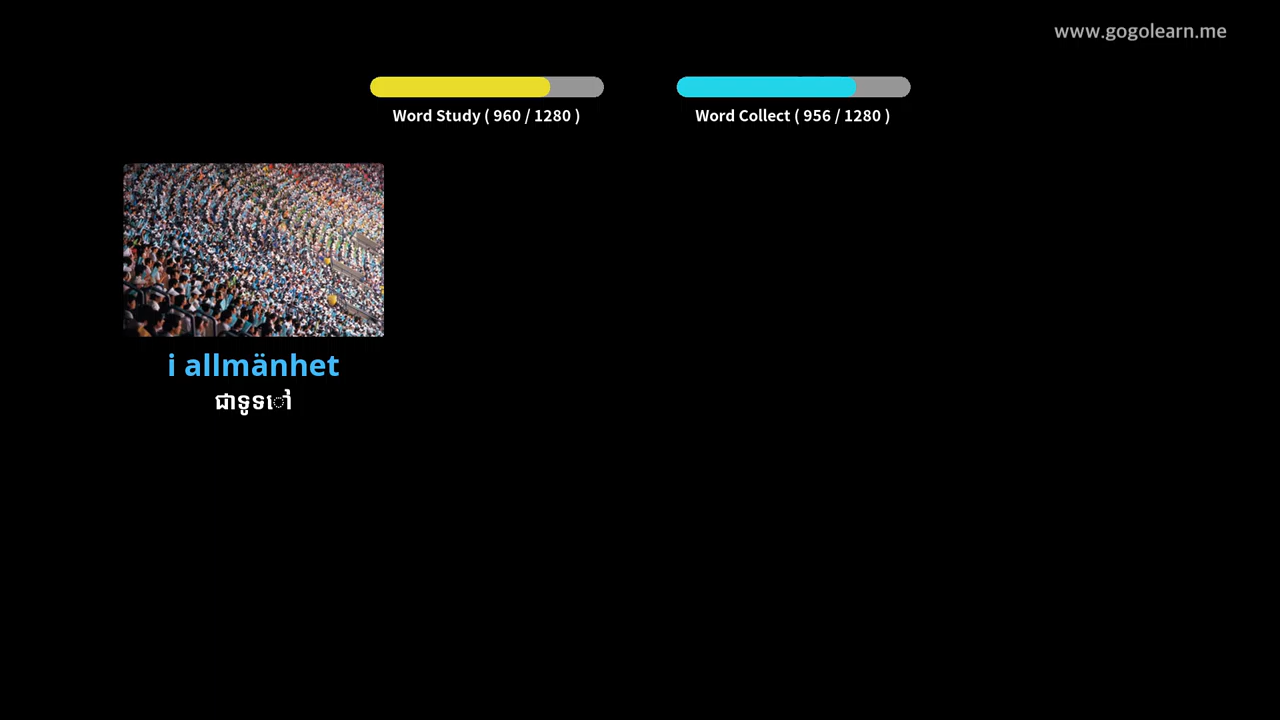 www.gogolearn.me
Word Study ( 960 / 1280 )
Word Collect ( 956 / 1280 )
i allmänhet
ជាទូទៅ